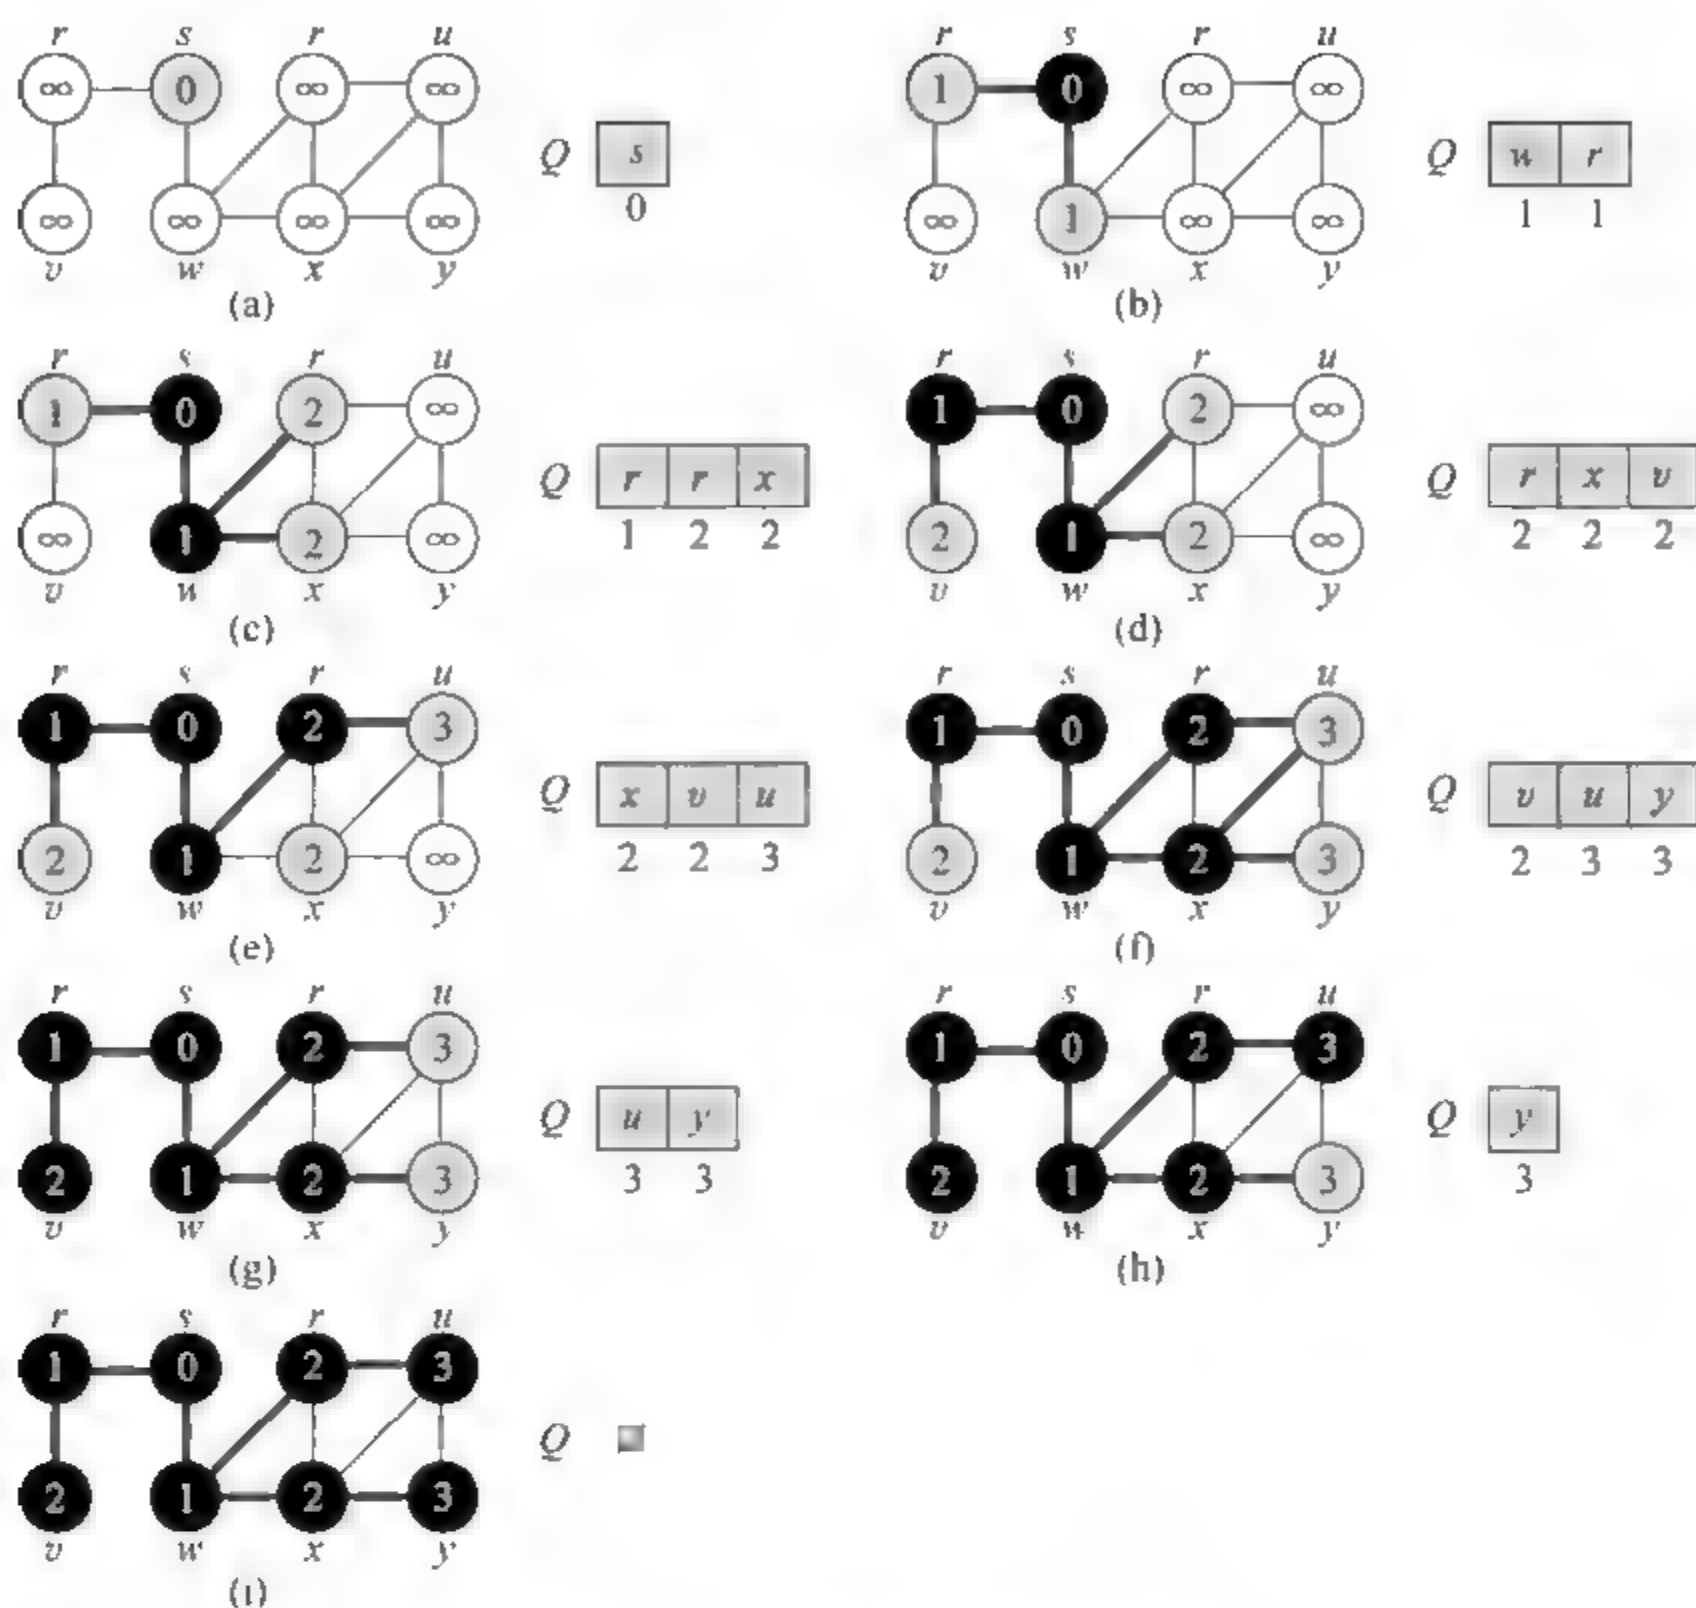 r s r u r s r u
∞ 0 ∞ ∞ 1 0 ∞ ∞
Q s Q w r
0 1 1
∞ ∞ ∞ ∞ ∞ 1 ∞ ∞
v w x y v w x y
(a) (b)
r s r u r s r u
1 0 2 ∞ 1 0 2 ∞
Q r r x Q r x v
1 2 2 2 2 2
∞ 1 2 ∞ 2 1 2 ∞
v w x y v w x y
(c) (d)
r s r u r s r u
1 0 2 3 1 0 2 3
Q x v u Q v u y
2 2 3 2 3 3
2 1 2 ∞ 2 1 2 3
v w x y v w x y
(e) (f)
r s r u r s r u
1 0 2 3 1 0 2 3
Q u y Q y
3 3 3
2 1 2 3 2 1 2 3
v w x y v w x y
(g) (h)
r s r u
1 0 2 3
Q
2 1 2 3
v w x y
(i)